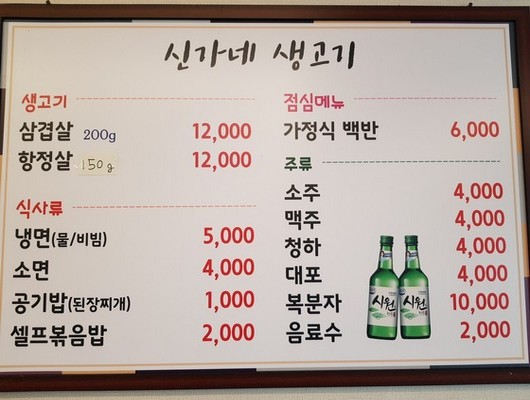 신가네 생고기
생고기
삼겹살 200g 12,000
항정살 150g 12,000
식사류
냉면(물/비빔) 5,000
소면 4,000
공기밥(된장찌개) 1,000
셀프볶음밥 2,000
점심메뉴
가정식 백반 6,000
주류
소주 4,000
맥주 4,000
청하 4,000
대포 4,000
복분자 10,000
음료수 2,000
시원
시원